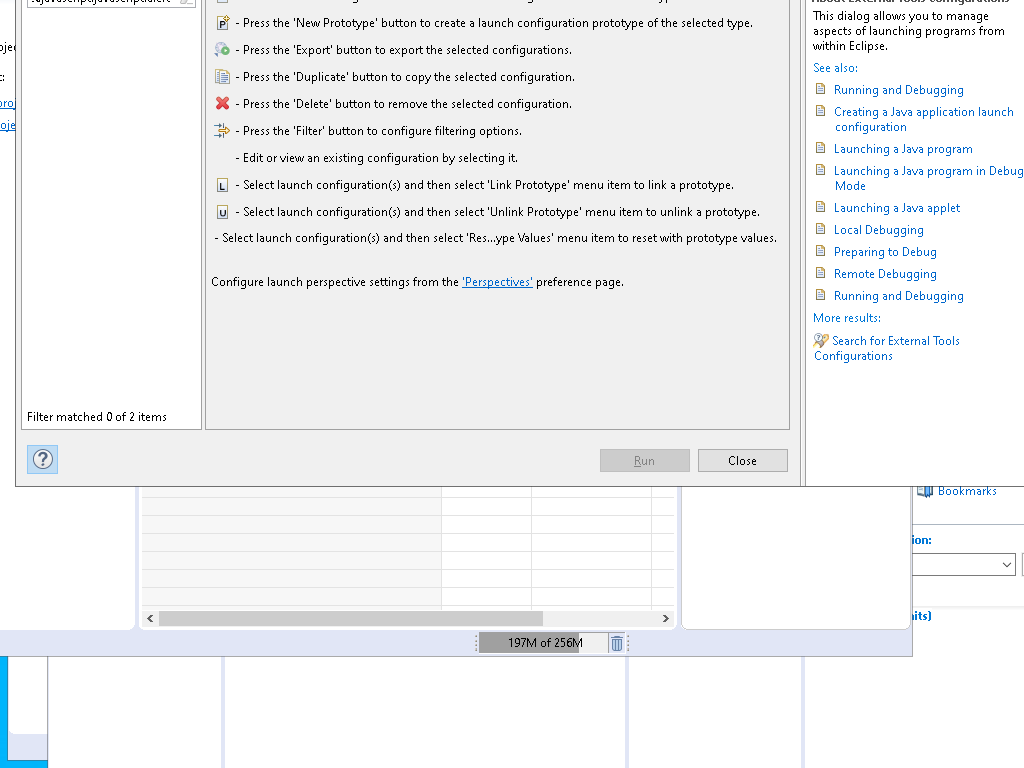 - Press the 'New Prototype' button to create a launch configuration prototype of the selected type.
- Press the 'Export' button to export the selected configurations.
- Press the 'Duplicate' button to copy the selected configuration.
- Press the 'Delete' button to remove the selected configuration.
- Press the 'Filter' button to configure filtering options.
- Edit or view an existing configuration by selecting it.
L - Select launch configuration(s) and then select 'Link Prototype' menu item to link a prototype.
U - Select launch configuration(s) and then select 'Unlink Prototype' menu item to unlink a prototype.
- Select launch configuration(s) and then select 'Res...ype Values' menu item to reset with prototype values.
Configure launch perspective settings from the 'Perspectives' preference page.
Filter matched 0 of 2 items
Run
Close
About External Tools Configurations
This dialog allows you to manage
aspects of launching programs from
within Eclipse.
See also:
Running and Debugging
Creating a Java application launch
configuration
Launching a Java program
Launching a Java program in Debug
Mode
Launching a Java applet
Local Debugging
Preparing to Debug
Remote Debugging
Running and Debugging
More results:
Search for External Tools
Configurations
Bookmarks
ion:
197M of 256M